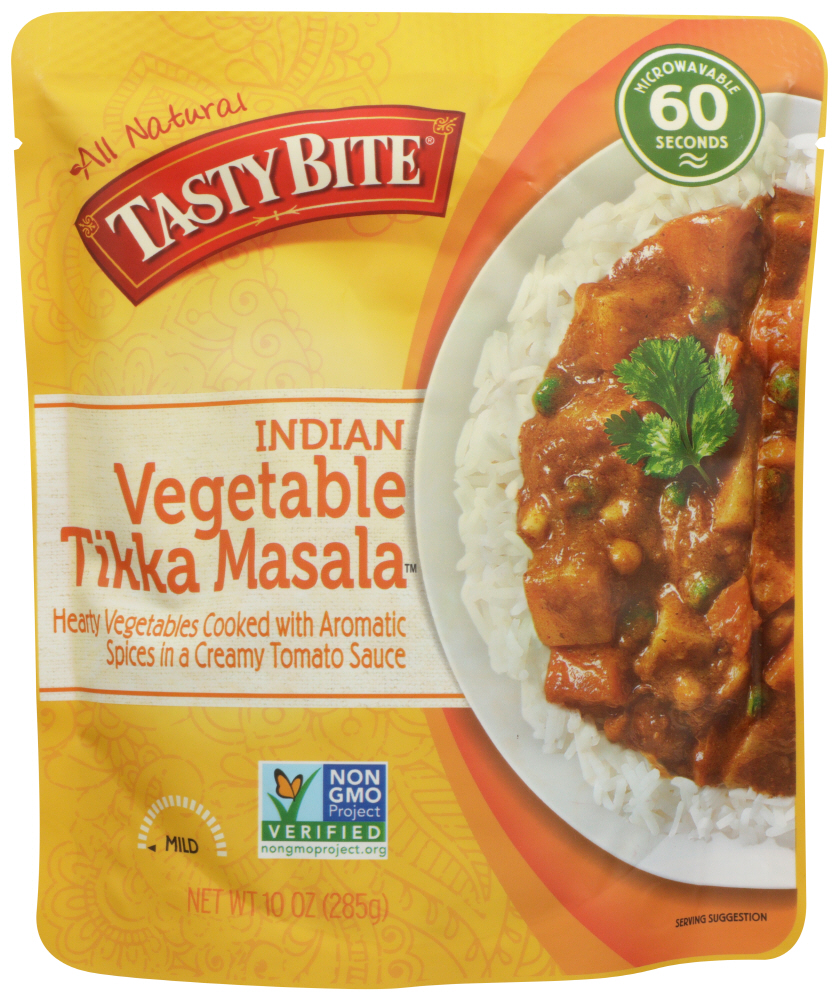 All Natural
TASTY BITE®
MICROWAVABLE
60
SECONDS
INDIAN
Vegetable
Tikka Masala™
Hearty Vegetables Cooked with Aromatic
Spices in a Creamy Tomato Sauce
MILD
NON
GMO
Project
VERIFIED
nongmoproject.org
NET WT 10 OZ (285g)
SERVING SUGGESTION